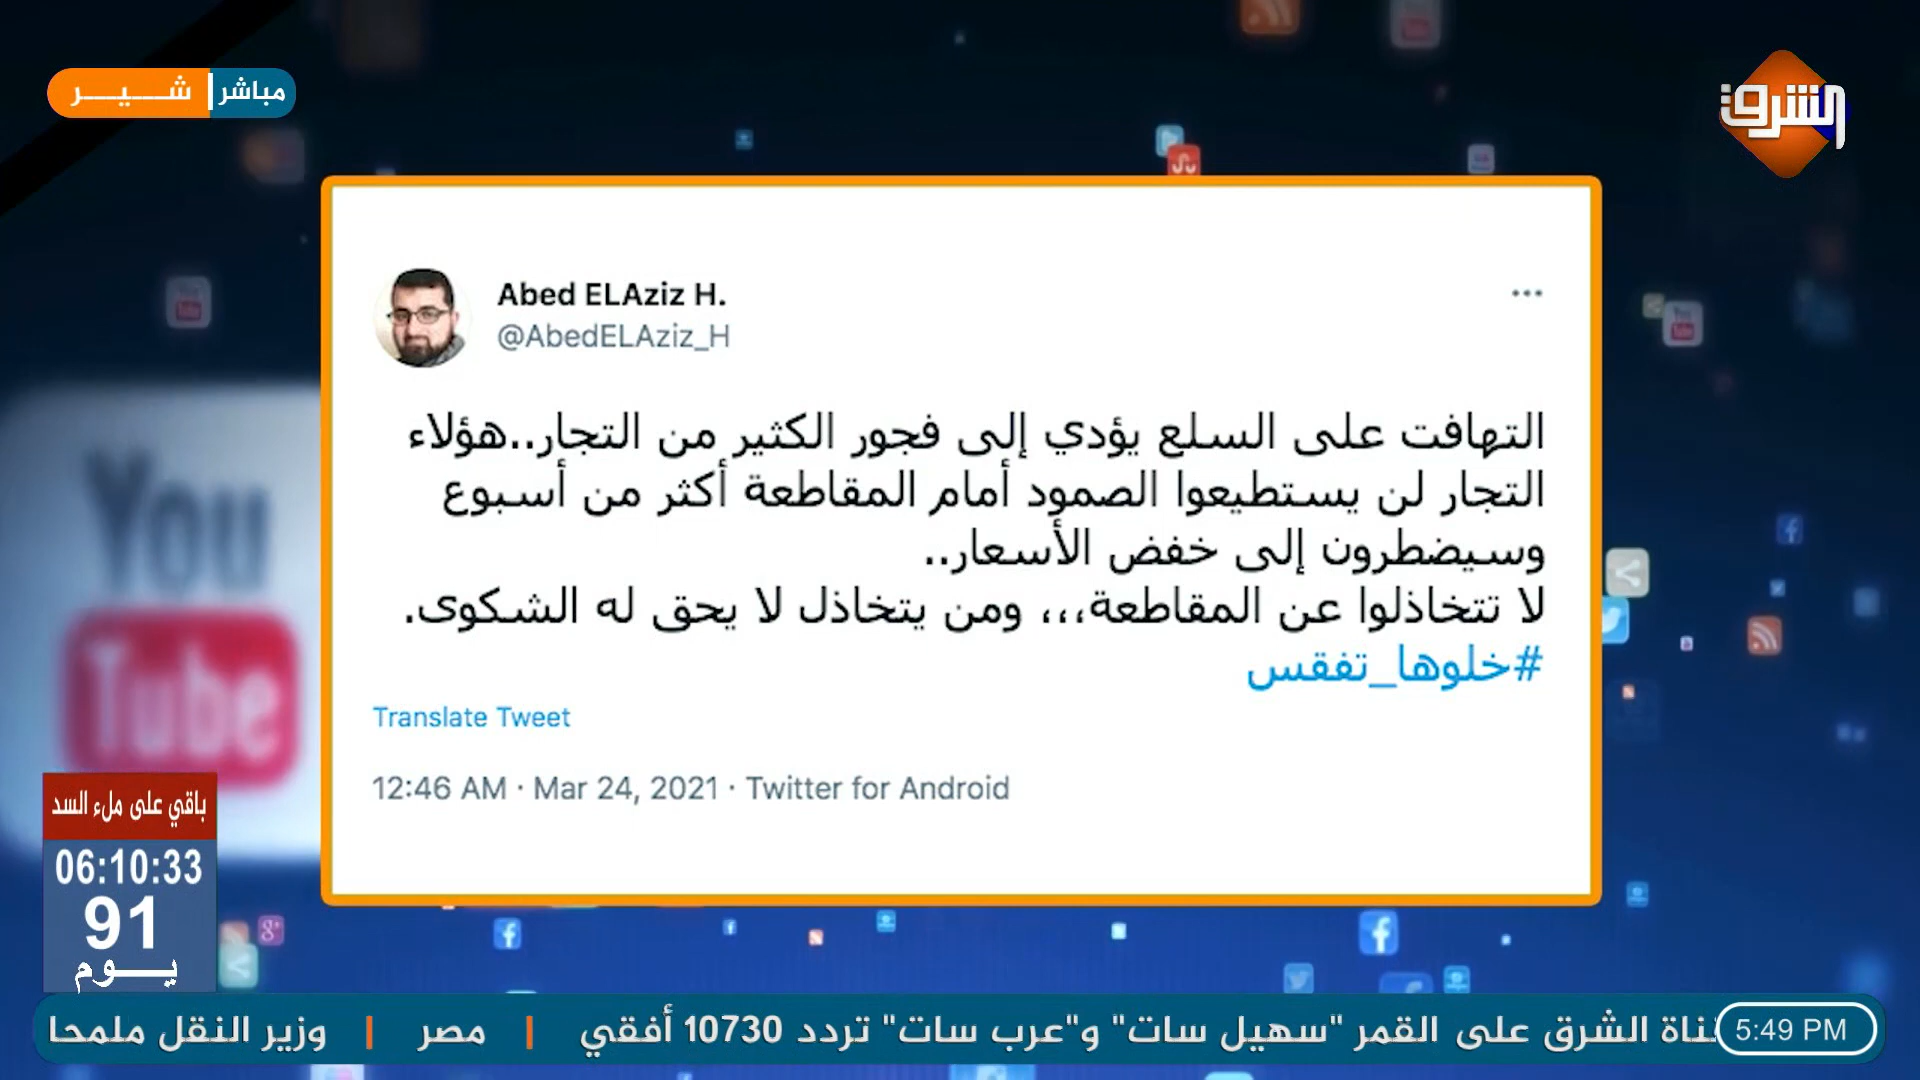 مباشر | شير
الشرق
Abed ELAziz H.
@AbedELAziz_H
التهافت على السلع يؤدي إلى فجور الكثير من التجار..هؤلاء
التجار لن يستطيعوا الصمود أمام المقاطعة أكثر من أسبوع
وسيضطرون إلى خفض الأسعار..
لا تتخاذلوا عن المقاطعة،،، ومن يتخاذل لا يحق له الشكوى.
#خلوها_تفقس
Translate Tweet
12:46 AM · Mar 24, 2021 · Twitter for Android
You
Tube
باقي على ملء السد
06:10:33
91
يوم
ناة الشرق على القمر "سهيل سات" و"عرب سات" تردد 10730 أفقي | مصر | وزير النقل ملمحا
5:49 PM